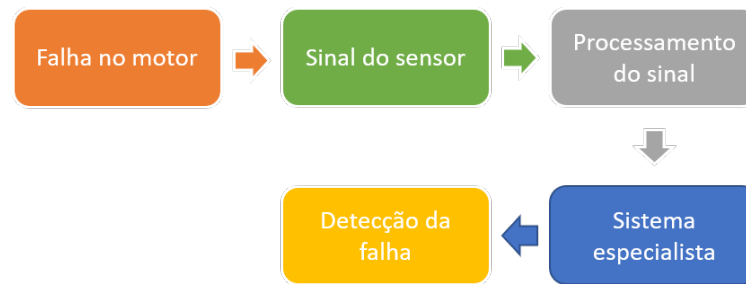 Falha no motor
Sinal do sensor
Processamento
do sinal
Detecção da
falha
Sistema
especialista